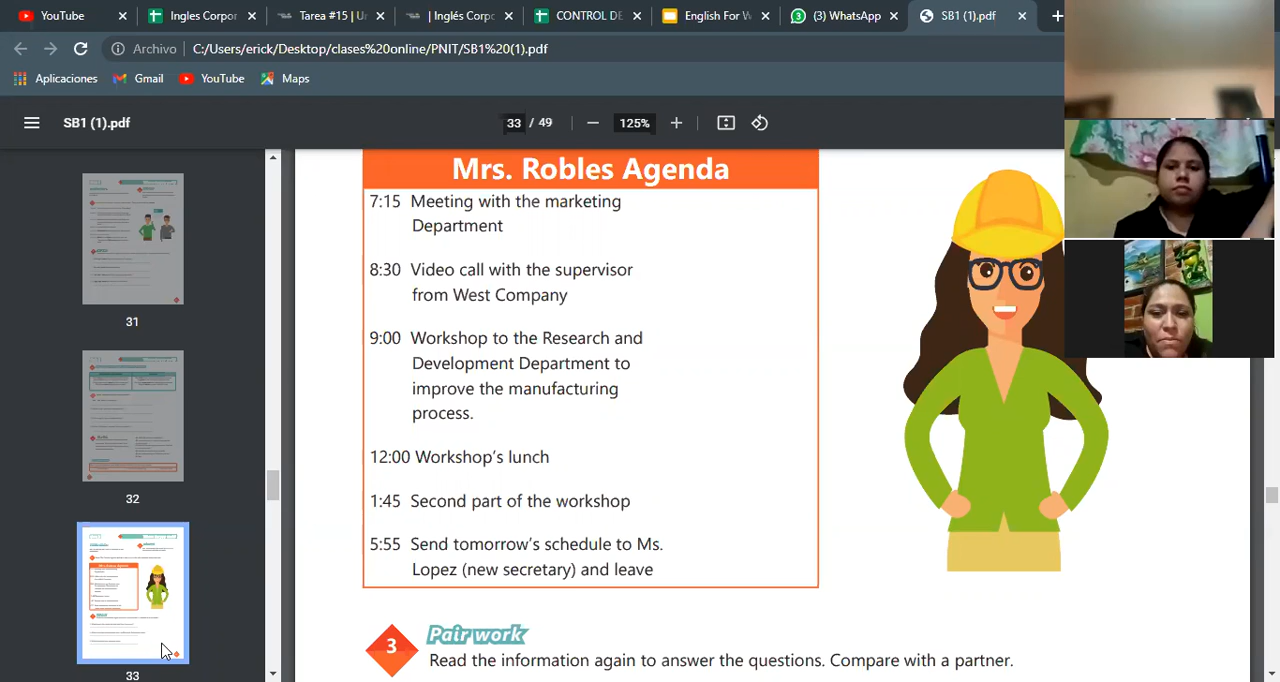 YouTube
Ingles Corpor
Tarea #15 | U
| Ingles Corpo
CONTROL DE
English For W
(3) WhatsApp
SB1 (1).pdf
Archivo
C:/Users/erick/Desktop/clases%20online/PNIT/SB1%20(1).pdf
Aplicaciones
Gmail
YouTube
Maps
SB1 (1).pdf
33 / 49
125%
31
32
33
Mrs. Robles Agenda
7:15 Meeting with the marketing
Department
8:30 Video call with the supervisor
from West Company
9:00 Workshop to the Research and
Development Department to
improve the manufacturing
process.
12:00 Workshop's lunch
1:45 Second part of the workshop
5:55 Send tomorrow's schedule to Ms.
Lopez (new secretary) and leave
3
Pair work
Read the information again to answer the questions. Compare with a partner.